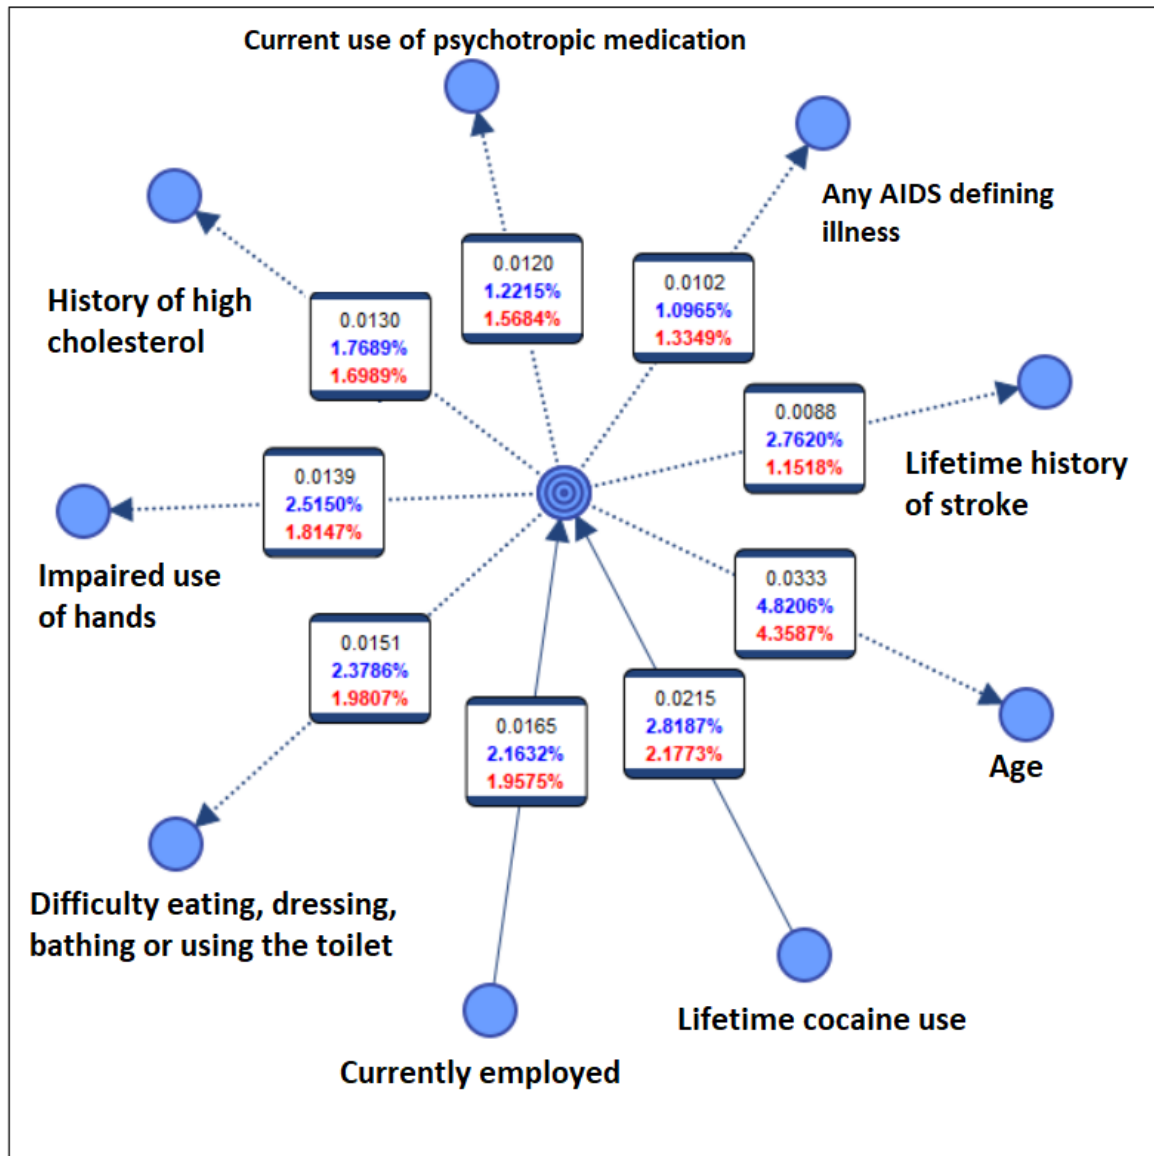 Current use of psychotropic medication
Any AIDS defining
illness
0.0120
1.2215%
1.5684%
0.0102
1.0965%
1.3349%
History of high
cholesterol
0.0130
1.7689%
1.6989%
0.0088
2.7620%
1.1518%
Lifetime history
of stroke
0.0139
2.5150%
1.8147%
Impaired use
of hands
0.0333
4.8206%
4.3587%
Age
0.0151
2.3786%
1.9807%
0.0165
2.1632%
1.9575%
0.0215
2.8187%
2.1773%
Difficulty eating, dressing,
bathing or using the toilet
Lifetime cocaine use
Currently employed